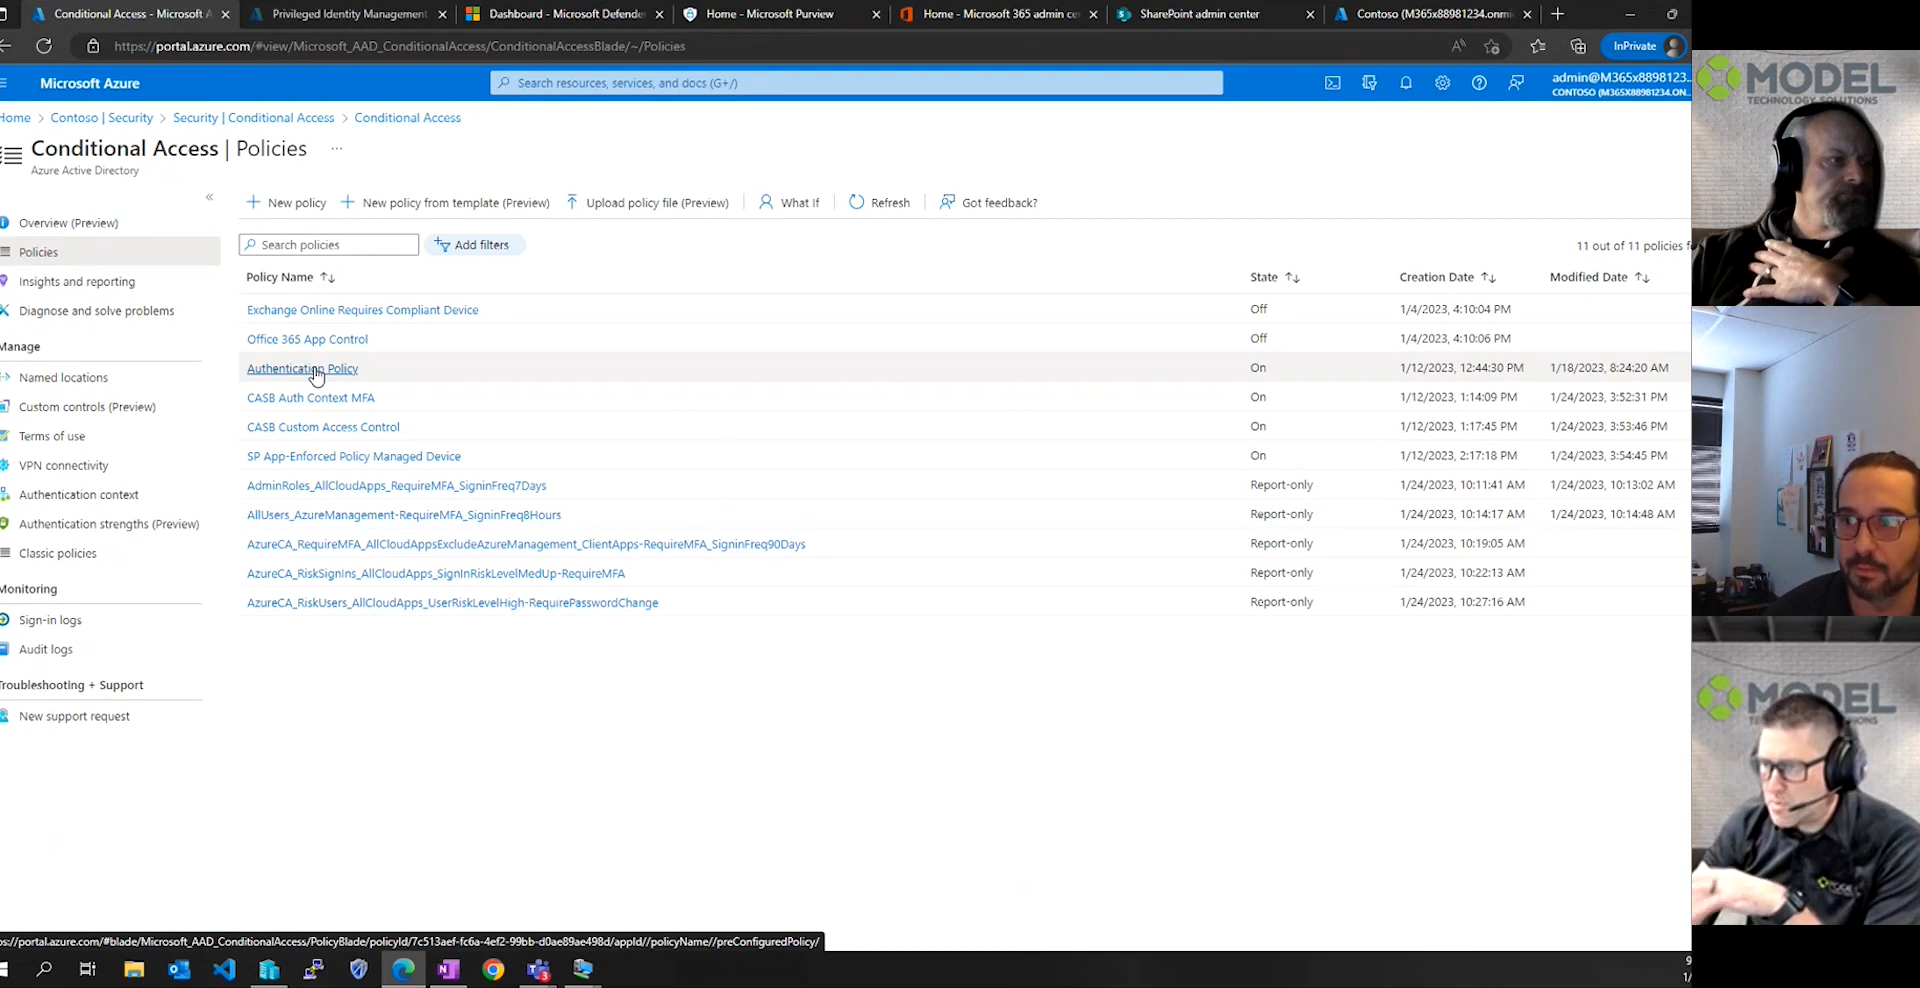 Conditional Access - Microsoft A
Privileged Identity Management
Dashboard - Microsoft Defende
Home - Microsoft Purview
Home - Microsoft 365 admin ce
SharePoint admin center
Contoso (M365x88981234.onmi
https://portal.azure.com/#view/Microsoft_AAD_ConditionalAccess/ConditionalAccessBlade/~/Policies
InPrivate
Microsoft Azure
Search resources, services, and docs (G+/)
admin@M365x8898123...
CONTOSO (M365X88981234.ON...
Home > Contoso | Security > Security | Conditional Access > Conditional Access
Conditional Access | Policies ...
Azure Active Directory
«
Overview (Preview)
Policies
Insights and reporting
Diagnose and solve problems
Manage
Named locations
Custom controls (Preview)
Terms of use
VPN connectivity
Authentication context
Authentication strengths (Preview)
Classic policies
Monitoring
Sign-in logs
Audit logs
Troubleshooting + Support
New support request
+ New policy + New policy from template (Preview) Upload policy file (Preview) What If Refresh Got feedback?
Search policies Add filters
11 out of 11 policies f
Policy Name State Creation Date Modified Date
Exchange Online Requires Compliant Device Off 1/4/2023, 4:10:04 PM
Office 365 App Control Off 1/4/2023, 4:10:06 PM
Authentication Policy On 1/12/2023, 12:44:30 PM 1/18/2023, 8:24:20 AM
CASB Auth Context MFA On 1/12/2023, 1:14:09 PM 1/24/2023, 3:52:31 PM
CASB Custom Access Control On 1/12/2023, 1:17:45 PM 1/24/2023, 3:53:46 PM
SP App-Enforced Policy Managed Device On 1/12/2023, 2:17:18 PM 1/24/2023, 3:54:45 PM
AdminRoles_AllCloudApps_RequireMFA_SigninFreq7Days Report-only 1/24/2023, 10:11:41 AM 1/24/2023, 10:13:02 AM
AllUsers_AzureManagement-RequireMFA_SigninFreq8Hours Report-only 1/24/2023, 10:14:17 AM 1/24/2023, 10:14:48 AM
AzureCA_RequireMFA_AllCloudAppsExcludeAzureManagement_ClientApps-RequireMFA_SigninFreq90Days Report-only 1/24/2023, 10:19:05 AM
AzureCA_RiskSignIns_AllCloudApps_SignInRiskLevelMedUp-RequireMFA Report-only 1/24/2023, 10:22:13 AM
AzureCA_RiskUsers_AllCloudApps_UserRiskLevelHigh-RequirePasswordChange Report-only 1/24/2023, 10:27:16 AM
ps://portal.azure.com/#blade/Microsoft_AAD_ConditionalAccess/PolicyBlade/policyId/7c513aef-fc6a-4ef2-99bb-d0ae89ae498d/appId//policyName//preConfiguredPolicy/
9
1/
MODEL
TECHNOLOGY SOLUTIONS
MODEL